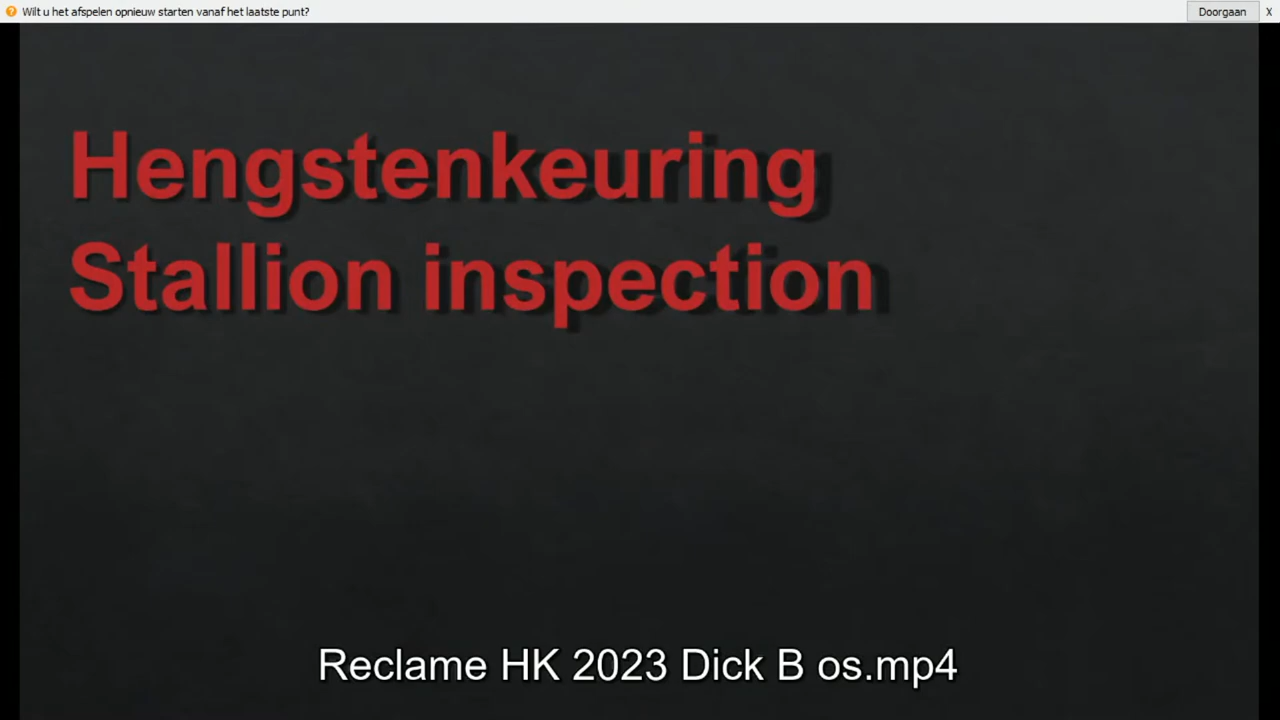 Wilt u het afspelen opnieuw starten vanaf het laatste punt?
Doorgaan
X
Hengstenkeuring
Stallion inspection
Reclame HK 2023 Dick B os.mp4